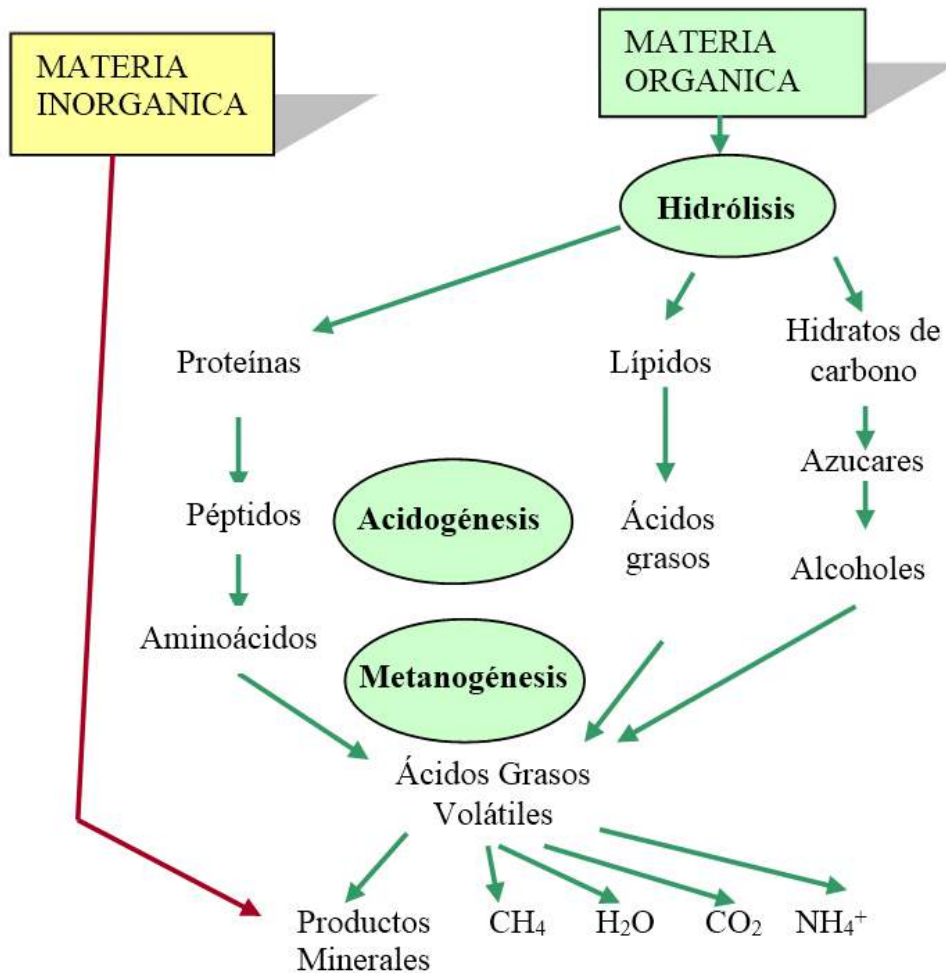 MATERIA
INORGANICA
MATERIA
ORGANICA
Hidrólisis
Proteínas
Lípidos
Hidratos de
carbono
Azucares
Péptidos
Acidogénesis
Ácidos
grasos
Alcoholes
Aminoácidos
Metanogénesis
Ácidos Grasos
Volátiles
Productos
Minerales
CH₄
H₂O
CO₂
NH₄⁺